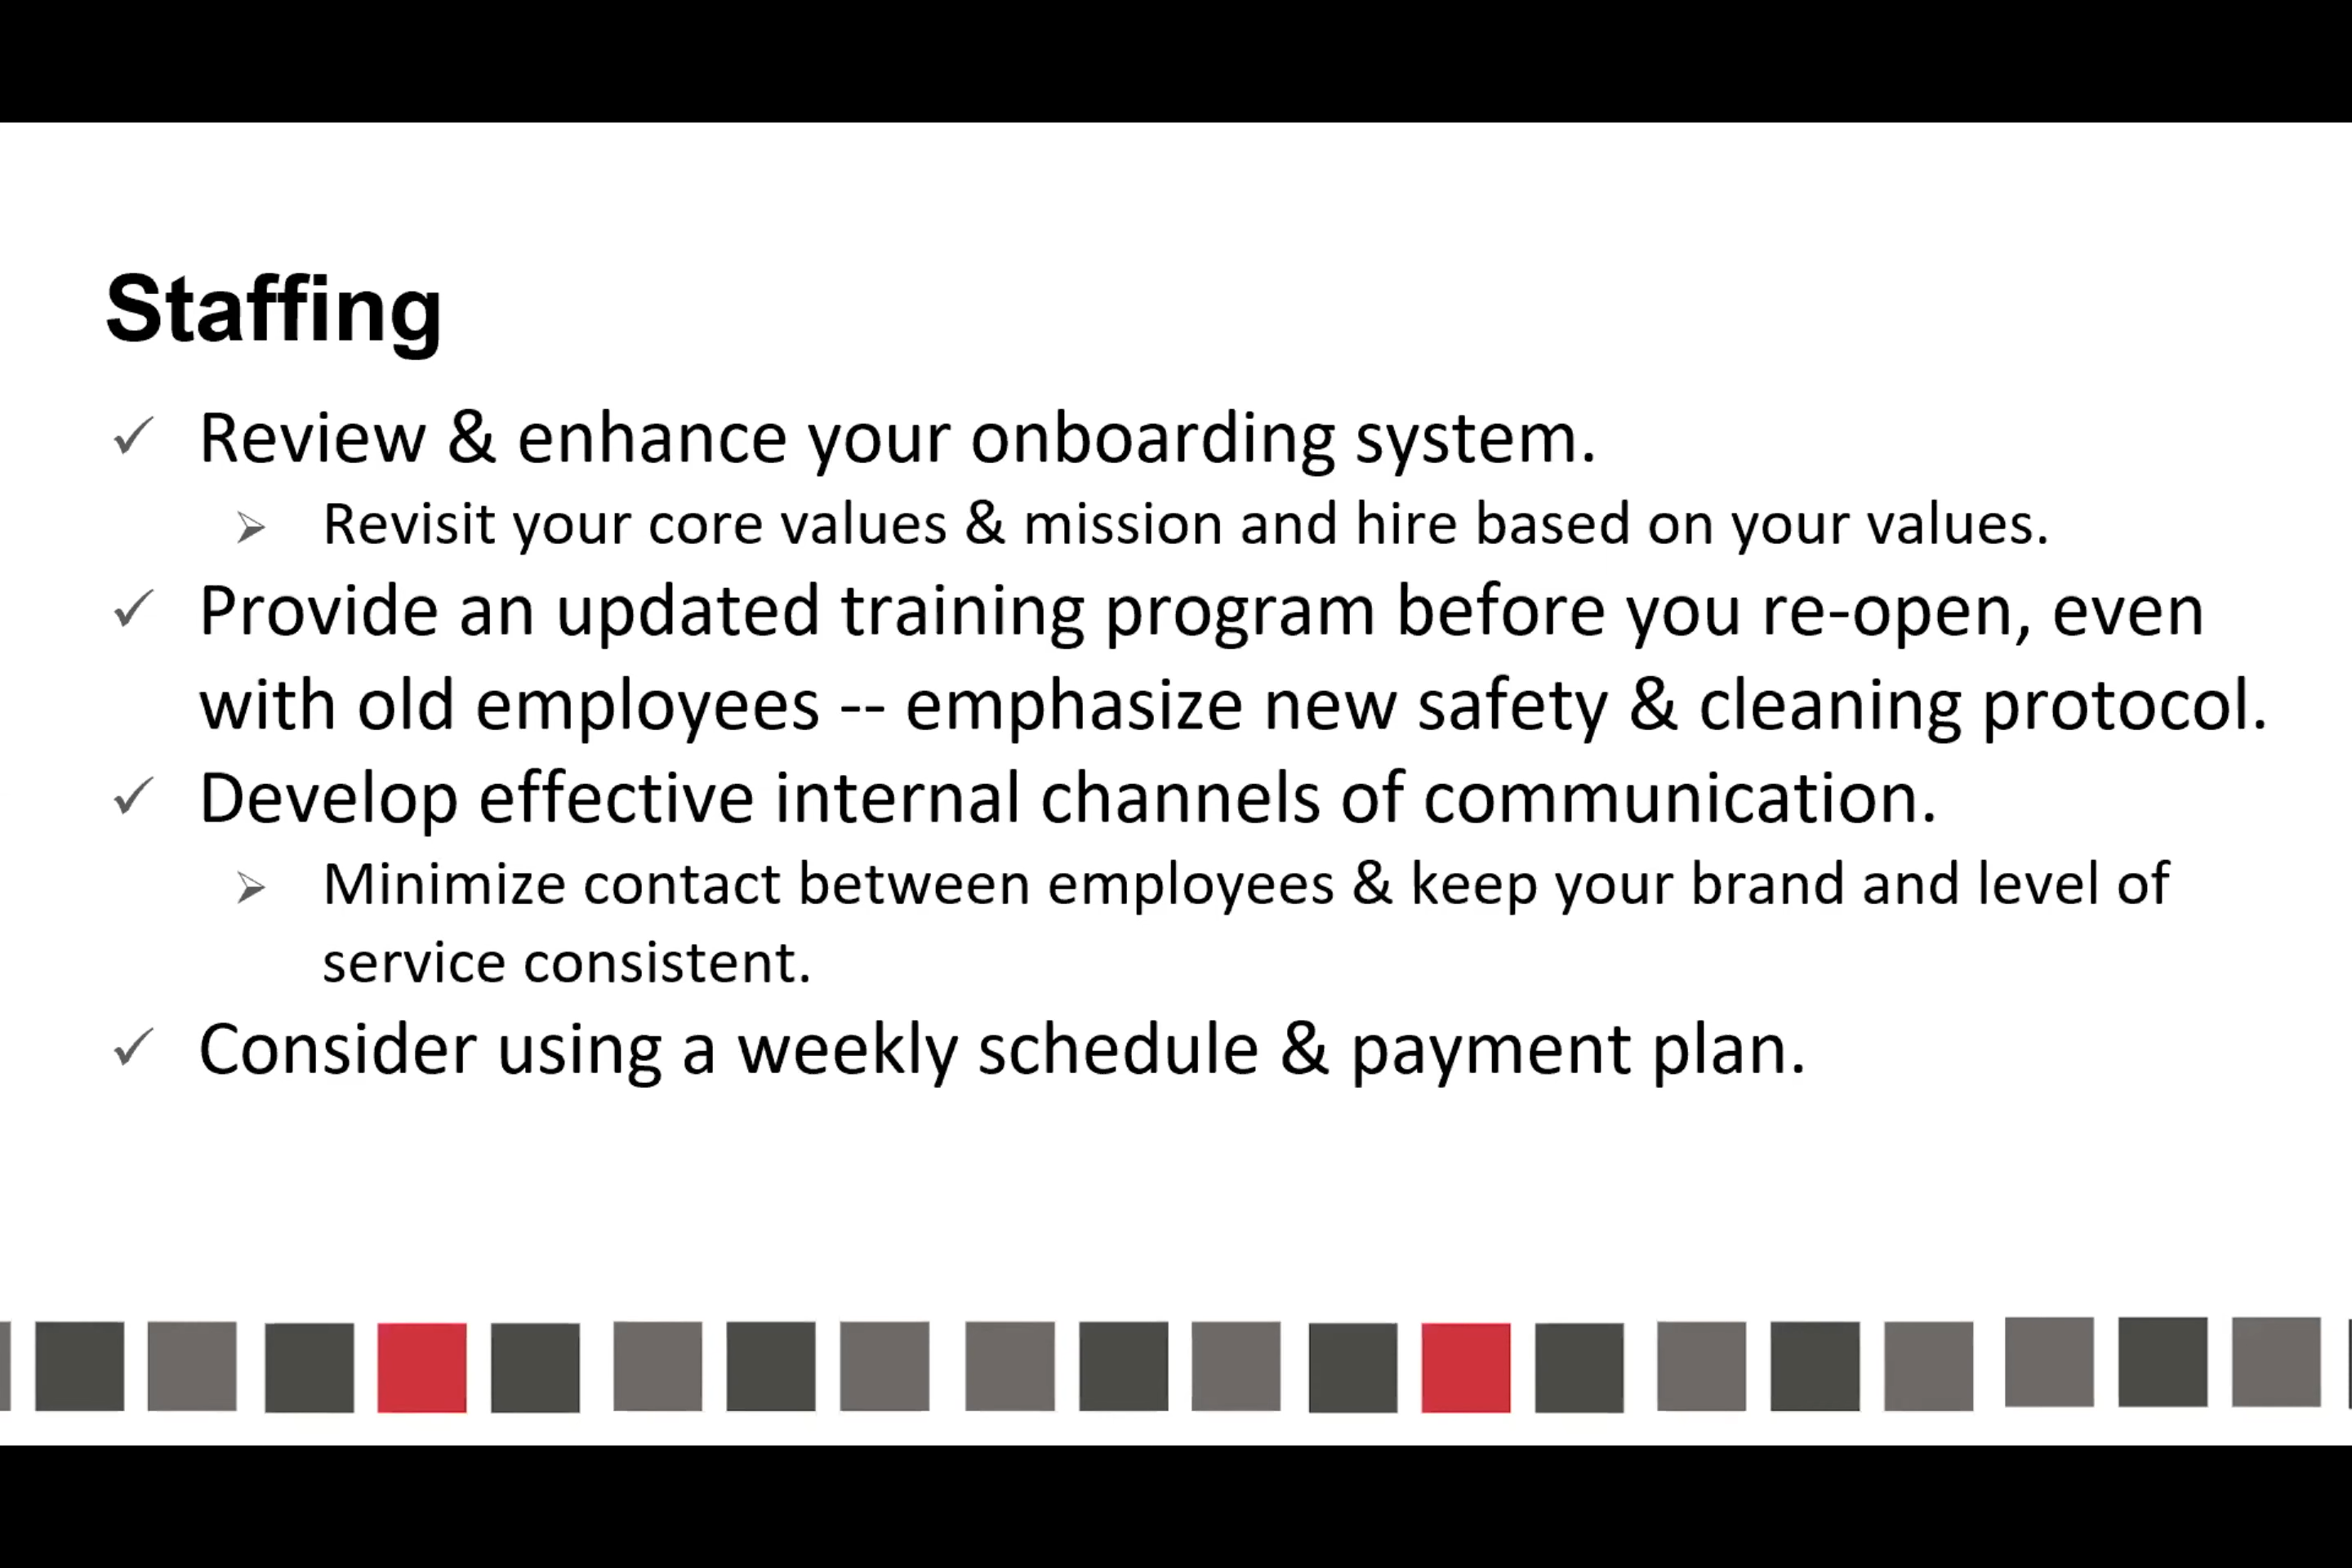 Staffing
✓ Review & enhance your onboarding system.
➢ Revisit your core values & mission and hire based on your values.
✓ Provide an updated training program before you re-open, even
with old employees -- emphasize new safety & cleaning protocol.
✓ Develop effective internal channels of communication.
➢ Minimize contact between employees & keep your brand and level of
service consistent.
✓ Consider using a weekly schedule & payment plan.